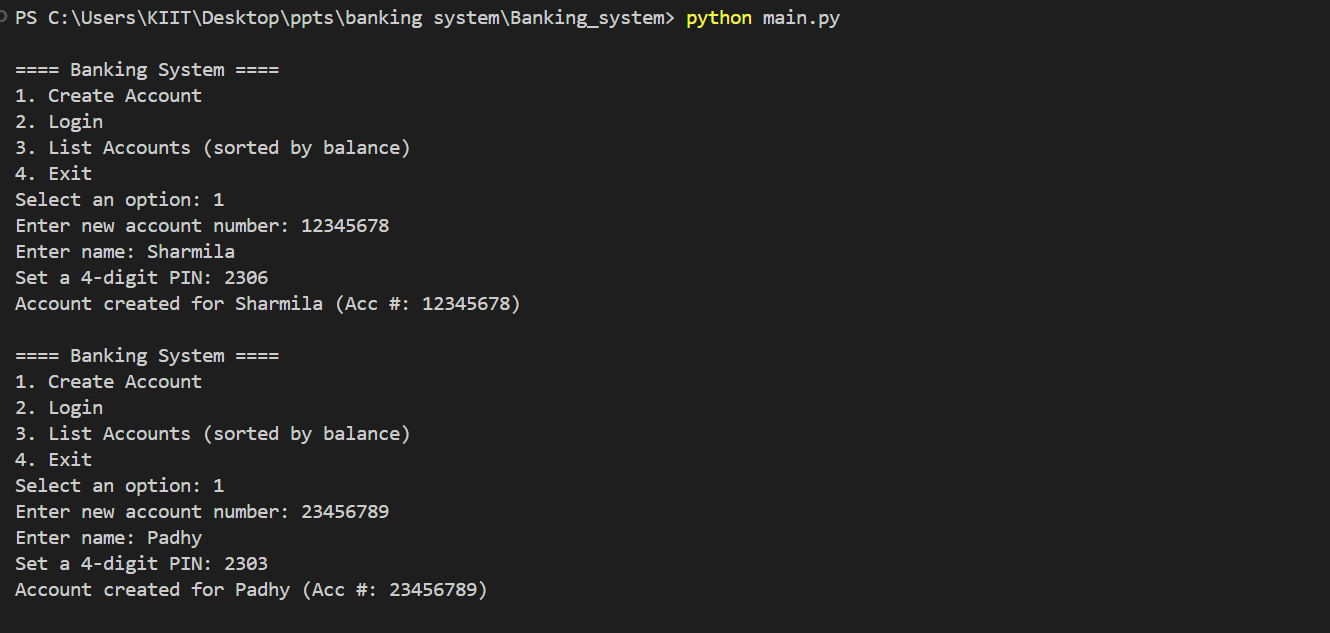 PS C:\Users\KIIT\Desktop\ppts\banking system\Banking_system> python main.py
==== Banking System ====
1. Create Account
2. Login
3. List Accounts (sorted by balance)
4. Exit
Select an option: 1
Enter new account number: 12345678
Enter name: Sharmila
Set a 4-digit PIN: 2306
Account created for Sharmila (Acc #: 12345678)
==== Banking System ====
1. Create Account
2. Login
3. List Accounts (sorted by balance)
4. Exit
Select an option: 1
Enter new account number: 23456789
Enter name: Padhy
Set a 4-digit PIN: 2303
Account created for Padhy (Acc #: 23456789)